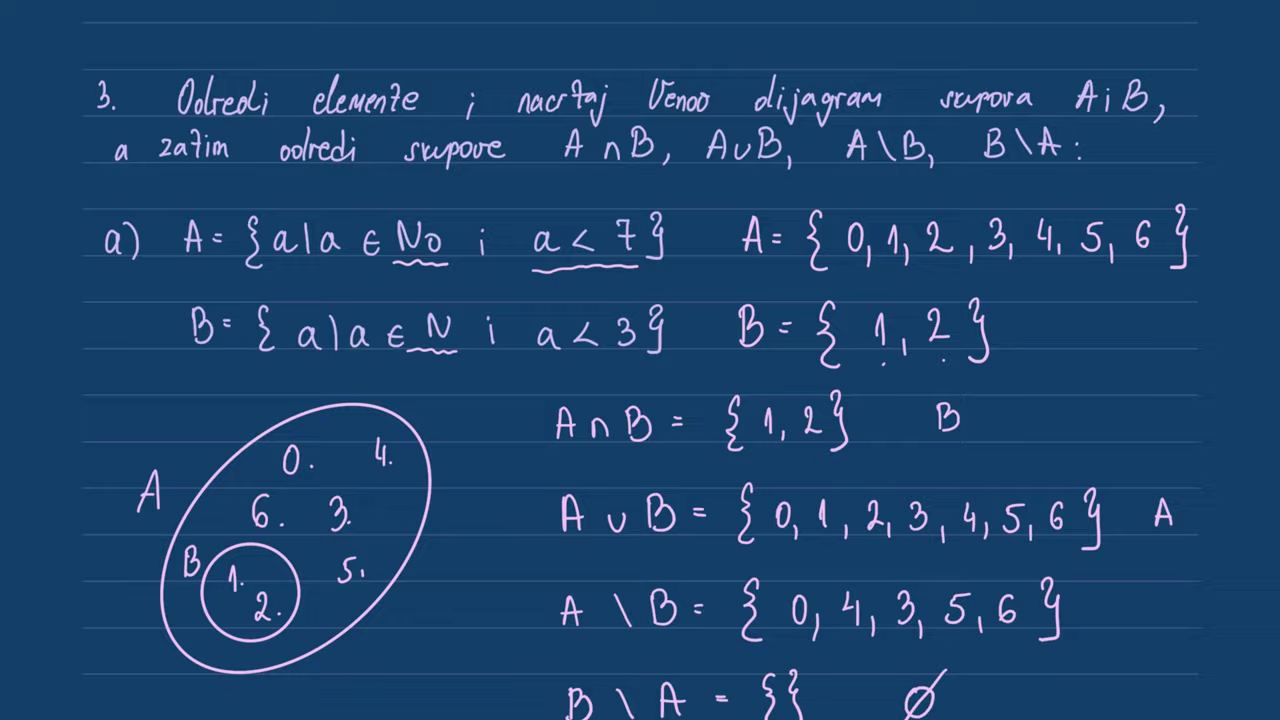 3. Odredi elemente i nacrtaj Venov dijagram skupova A i B,
a zatim odredi skupove A ∩ B, A ∪ B, A \ B, B \ A :
a) A = { a | a ∈ N₀ i a < 7 } A = { 0, 1, 2, 3, 4, 5, 6 }
B = { a | a ∈ N i a < 3 } B = { 1, 2 }
A ∩ B = { 1, 2 } B
A ∪ B = { 0, 1, 2, 3, 4, 5, 6 } A
A \ B = { 0, 4, 3, 5, 6 }
B \ A = { } ∅
A
0. 4.
6. 3.
B 1. 5.
2.